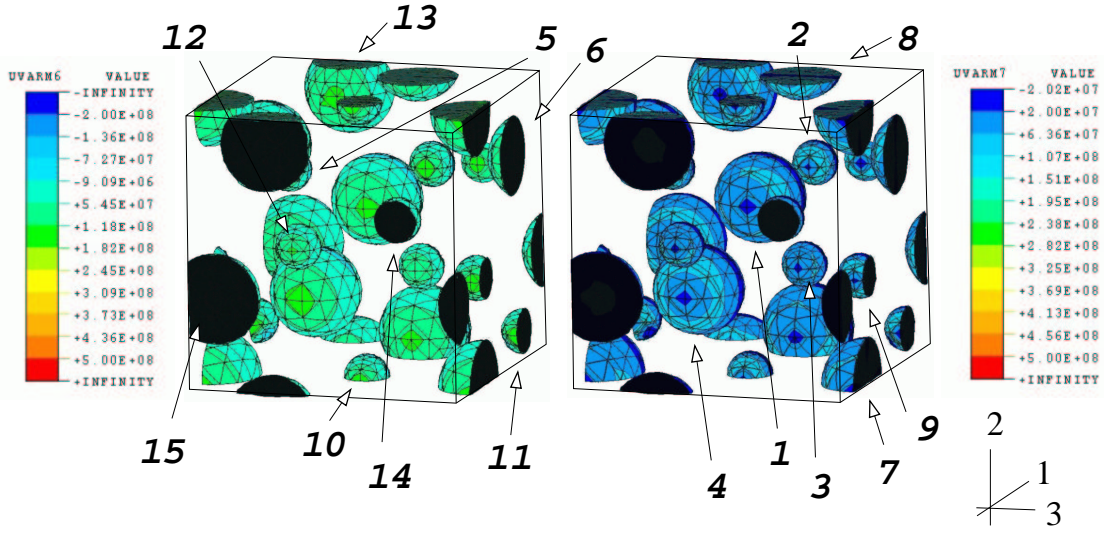 12
13
5
6
2
8
UVARM6 VALUE
-INFINITY
-2.00E+08
-1.36E+08
-7.27E+07
-9.09E+06
+5.45E+07
+1.18E+08
+1.82E+08
+2.45E+08
+3.09E+08
+3.73E+08
+4.36E+08
+5.00E+08
+INFINITY
UVARM7 VALUE
-2.02E+07
+2.00E+07
+6.36E+07
+1.07E+08
+1.51E+08
+1.95E+08
+2.38E+08
+2.82E+08
+3.25E+08
+3.69E+08
+4.13E+08
+4.56E+08
+5.00E+08
+INFINITY
15
10
14
11
4
1
3
7
9
2
1
3